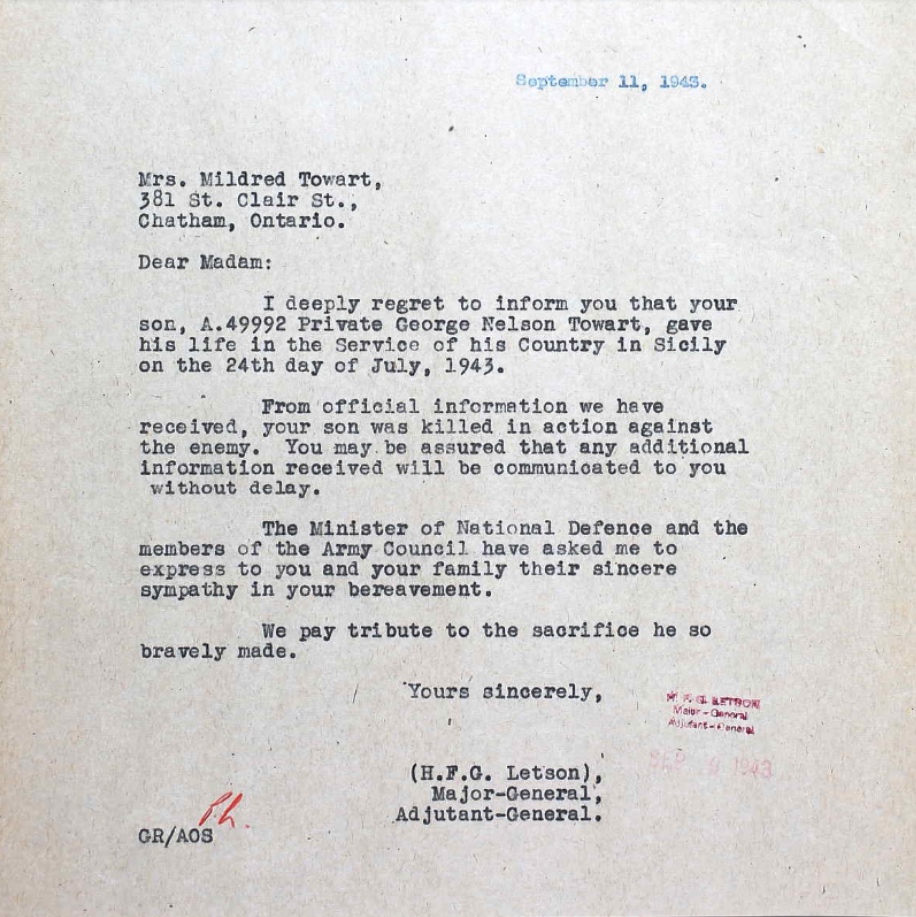 September 11, 1943.
Mrs. Mildred Towart,
381 St. Clair St.,
Chatham, Ontario.
Dear Madam:
I deeply regret to inform you that your
son, A.49992 Private George Nelson Towart, gave
his life in the Service of his Country in Sicily
on the 24th day of July, 1943.
From official information we have
received, your son was killed in action against
the enemy. You may be assured that any additional
information received will be communicated to you
without delay.
The Minister of National Defence and the
members of the Army Council have asked me to
express to you and your family their sincere
sympathy in your bereavement.
We pay tribute to the sacrifice he so
bravely made.
Yours sincerely,
H. F. G. LETSON
Major-General
Adjutant-General
SEP 1943
(H.F.G. Letson),
Major-General,
Adjutant-General.
GR/AOS